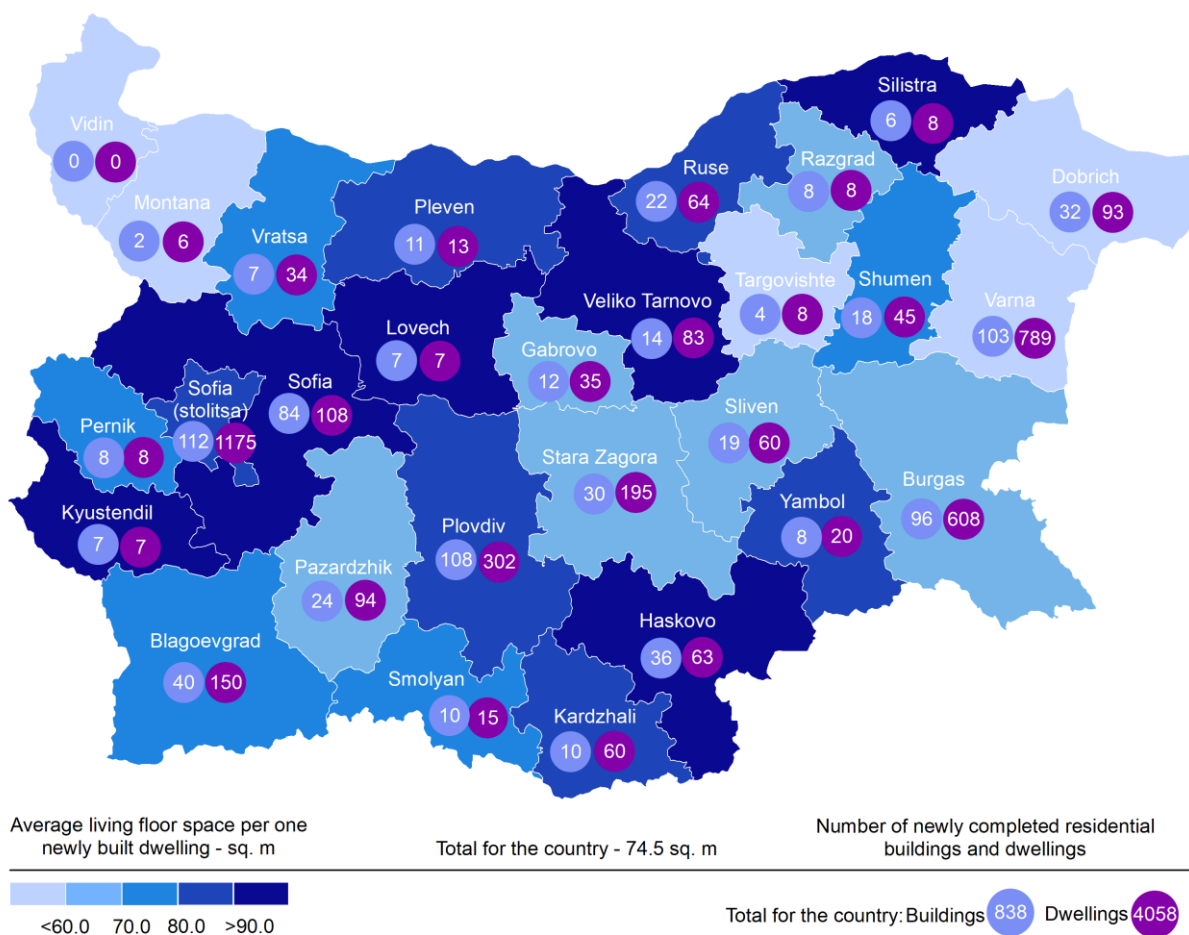 Silistra
6 8
Vidin
0 0
Razgrad
8 8
Ruse
22 64
Dobrich
32 93
Montana
2 6
Pleven
11 13
Vratsa
7 34
Targovishte
4 8
Shumen
18 45
Varna
103 789
Veliko Tarnovo
14 83
Lovech
7 7
Gabrovo
12 35
Sofia
(stolitsa)
112 1175
Sofia
84 108
Pernik
8 8
Sliven
19 60
Stara Zagora
30 195
Burgas
96 608
Yambol
8 20
Kyustendil
7 7
Plovdiv
108 302
Pazardzhik
24 94
Haskovo
36 63
Blagoevgrad
40 150
Smolyan
10 15
Kardzhali
10 60
Average living floor space per one
newly built dwelling - sq. m
Total for the country - 74.5 sq. m
Number of newly completed residential
buildings and dwellings
<60.0 70.0 80.0 >90.0
Total for the country: Buildings 838 Dwellings 4058